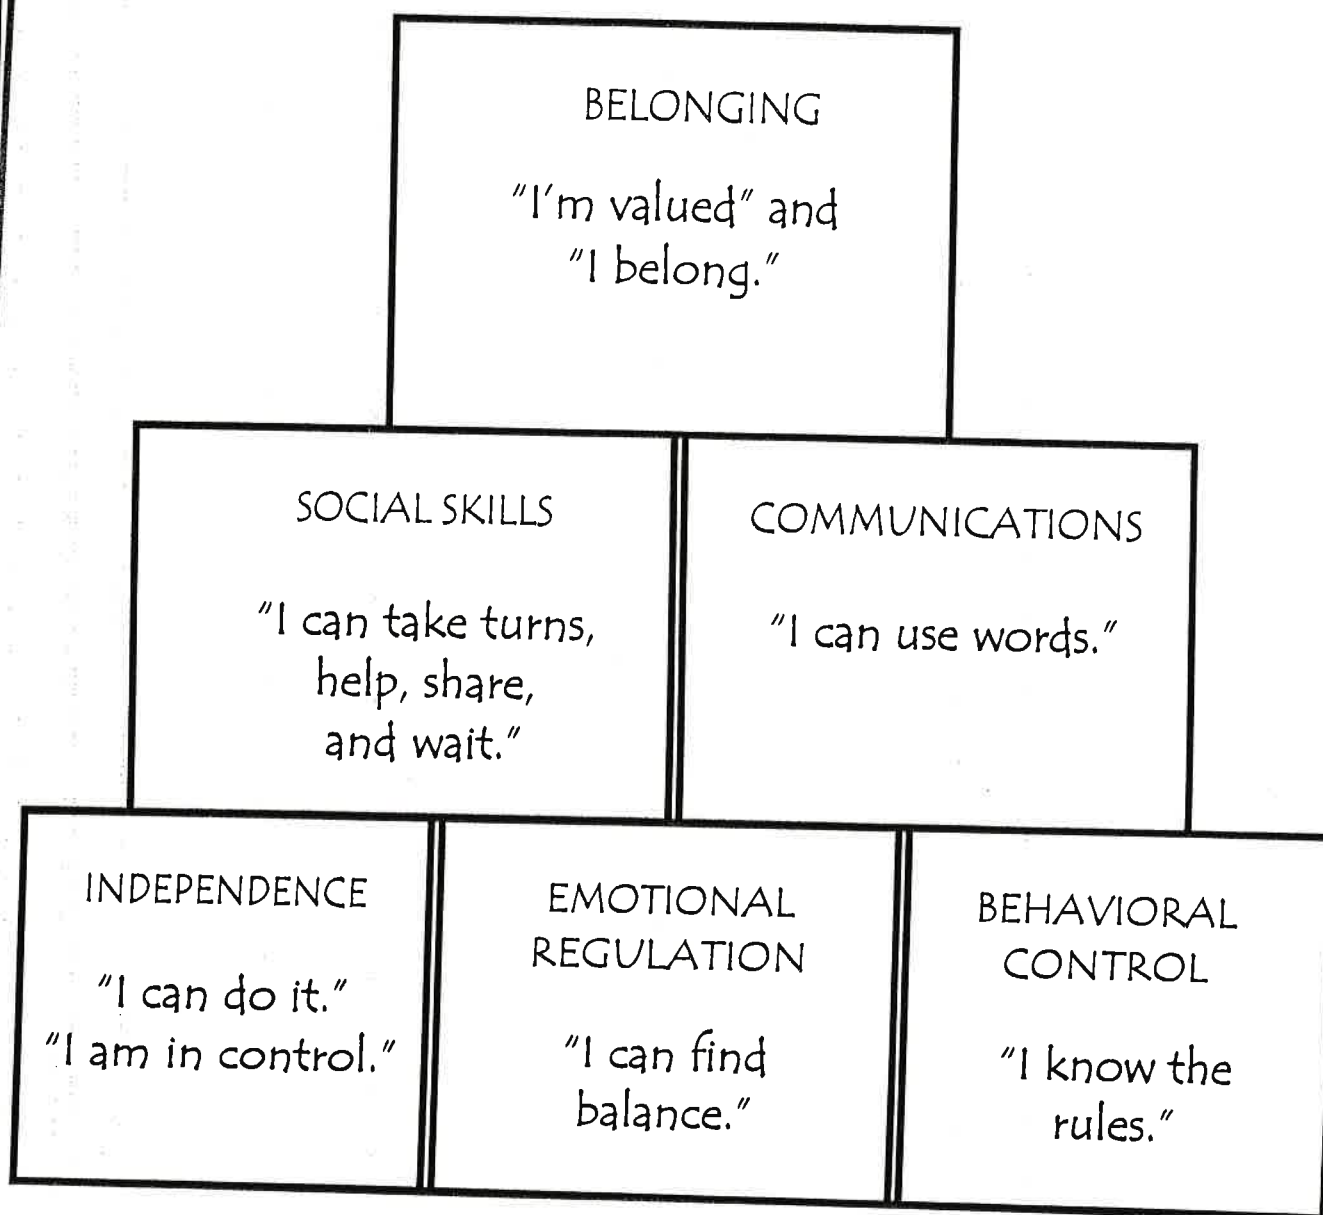 BELONGING
"I'm valued" and
"I belong."
SOCIAL SKILLS
"I can take turns,
help, share,
and wait."
COMMUNICATIONS
"I can use words."
INDEPENDENCE
"I can do it."
"I am in control."
EMOTIONAL
REGULATION
"I can find
balance."
BEHAVIORAL
CONTROL
"I know the
rules."